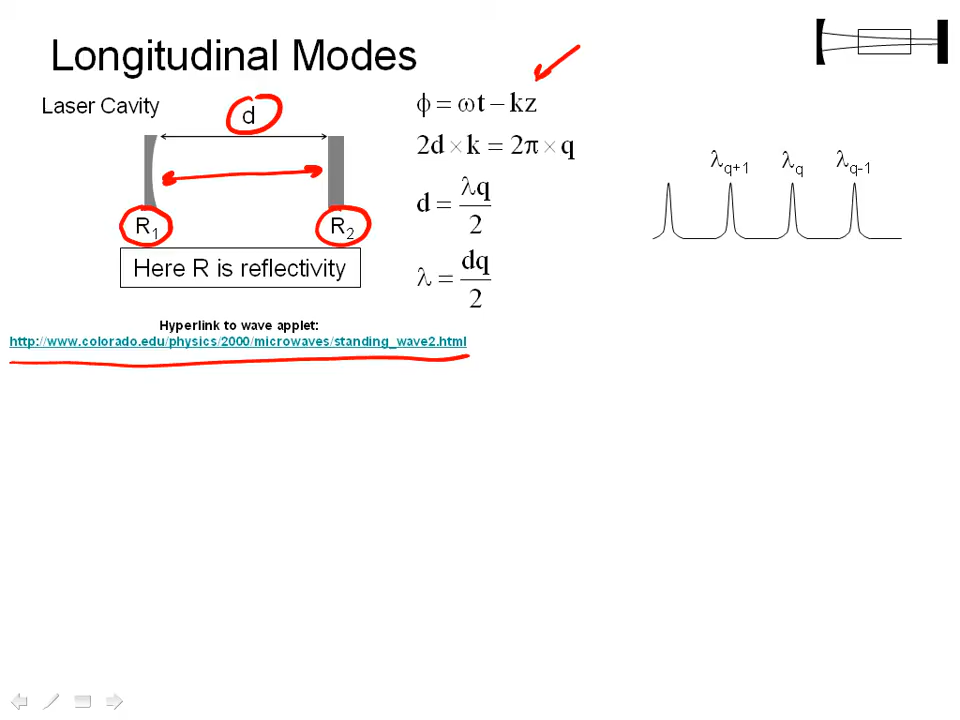 Longitudinal Modes
Laser Cavity
d
R1
R2
Here R is reflectivity
Hyperlink to wave applet:
http://www.colorado.edu/physics/2000/microwaves/standing_wave2.html
ϕ = ωt − kz
2d × k = 2π × q
d = λq / 2
λ = dq / 2
λq+1 λq λq-1